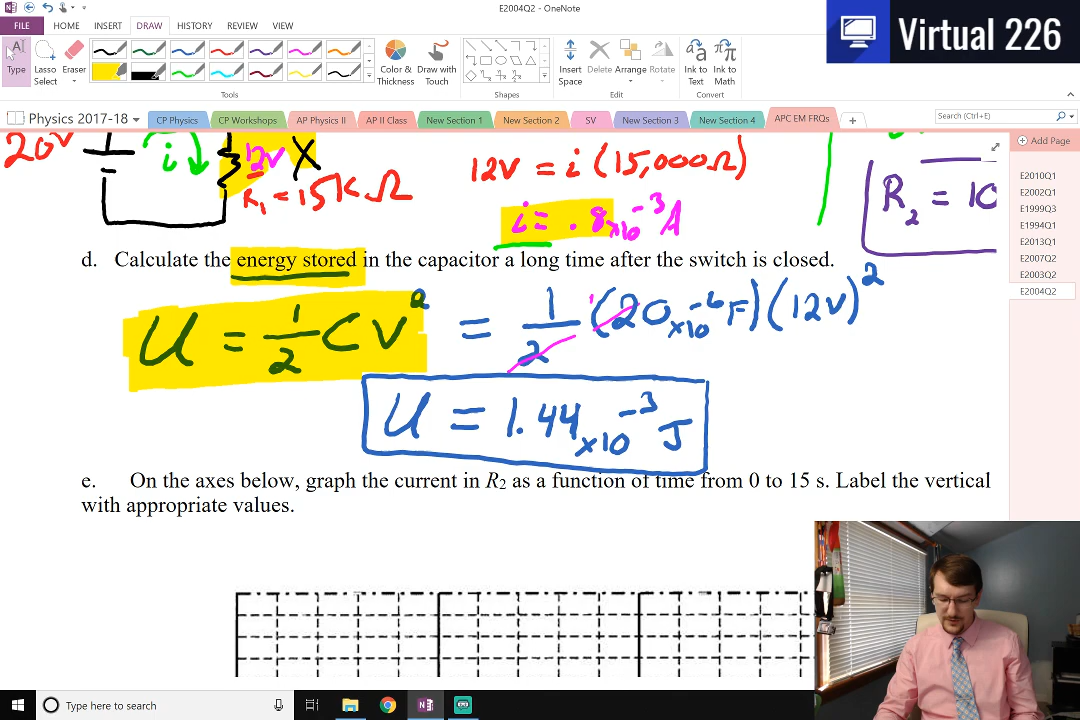 E2004Q2 - OneNote
Virtual 226
FILE HOME INSERT DRAW HISTORY REVIEW VIEW
Type
Lasso Select
Eraser
Color & Thickness
Draw with Touch
Insert Space
Delete
Arrange
Rotate
Ink to Text
Ink to Math
Tools Shapes Edit Convert
Physics 2017-18
CP Physics CP Workshops AP Physics II AP II Class New Section 1 New Section 2 SV New Section 3 New Section 4 APC EM FRQs +
Search (Ctrl+E)
Add Page
E2010Q1
E2002Q1
E1999Q3
E1994Q1
E2013Q1
E2007Q2
E2003Q2
E2004Q2
20V
i
12V
R₁ = 15KΩ
12V = i (15,000Ω)
i = .8x10⁻³A
R₂ = 10
d. Calculate the energy stored in the capacitor a long time after the switch is closed.
U = 1/2 CV² = 1/2 (20x10⁻⁶F)(12V)²
U = 1.44x10⁻³ J
e. On the axes below, graph the current in R₂ as a function of time from 0 to 15 s. Label the vertical
with appropriate values.
Type here to search